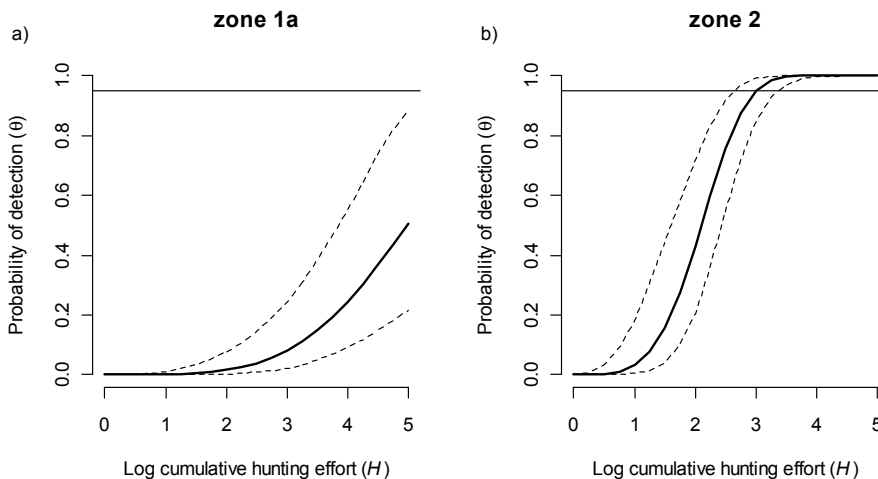 a)
zone 1a
Probability of detection (θ)
1.0
0.8
0.6
0.4
0.2
0.0
0 1 2 3 4 5
Log cumulative hunting effort (H)
b)
zone 2
Probability of detection (θ)
1.0
0.8
0.6
0.4
0.2
0.0
0 1 2 3 4 5
Log cumulative hunting effort (H)